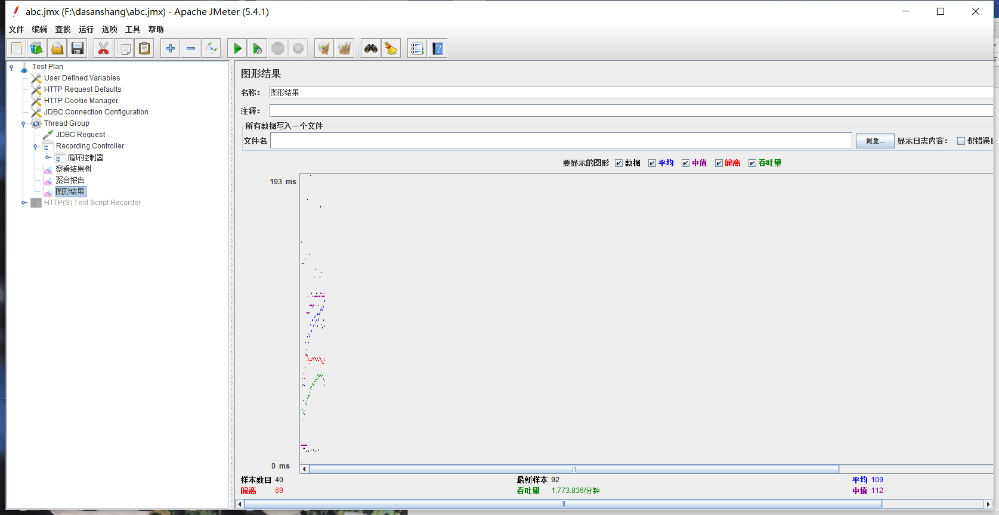 abc.jmx (F:\dasanshang\abc.jmx) - Apache JMeter (5.4.1)
文件 编辑 查找 运行 选项 工具 帮助
Test Plan
User Defined Variables
HTTP Request Defaults
HTTP Cookie Manager
JDBC Connection Configuration
Thread Group
JDBC Request
Recording Controller
循环控制器
察看结果树
聚合报告
图形结果
HTTP(S) Test Script Recorder
图形结果
名称： 图形结果
注释：
所有数据写入一个文件
文件名 浏览... 显示日志内容： 仅错误日
要显示的图形 数据 平均 中值 偏离 吞吐量
193 ms
0 ms
样本数目 40 最新样本 92 平均 109
偏离 69 吞吐量 1,773.836/分钟 中值 112